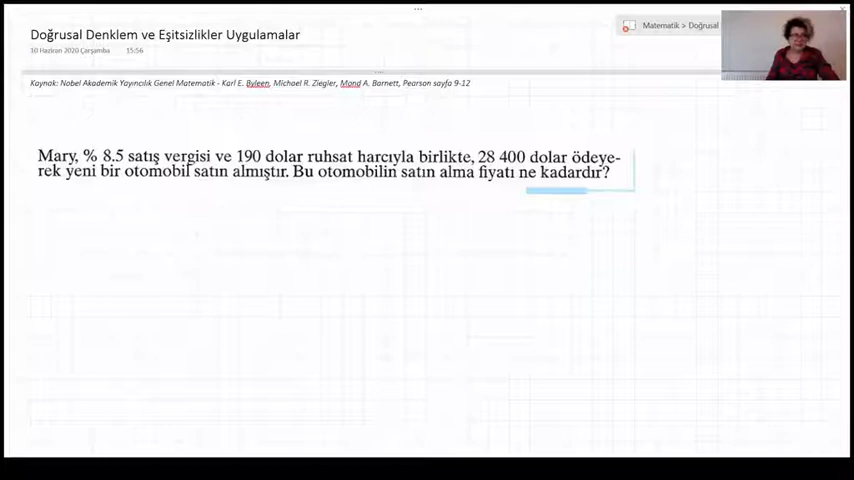 Doğrusal Denklem ve Eşitsizlikler Uygulamalar
Matematik > Doğrusal
10 Haziran 2020 Çarşamba 15:56
Kaynak: Nobel Akademik Yayıncılık Genel Matematik - Karl E. Byleen, Michael R. Ziegler, Mand A. Barnett, Pearson sayfa 9-12
Mary, % 8.5 satış vergisi ve 190 dolar ruhsat harcıyla birlikte, 28 400 dolar ödeye-
rek yeni bir otomobil satın almıştır. Bu otomobilin satın alma fiyatı ne kadardır?